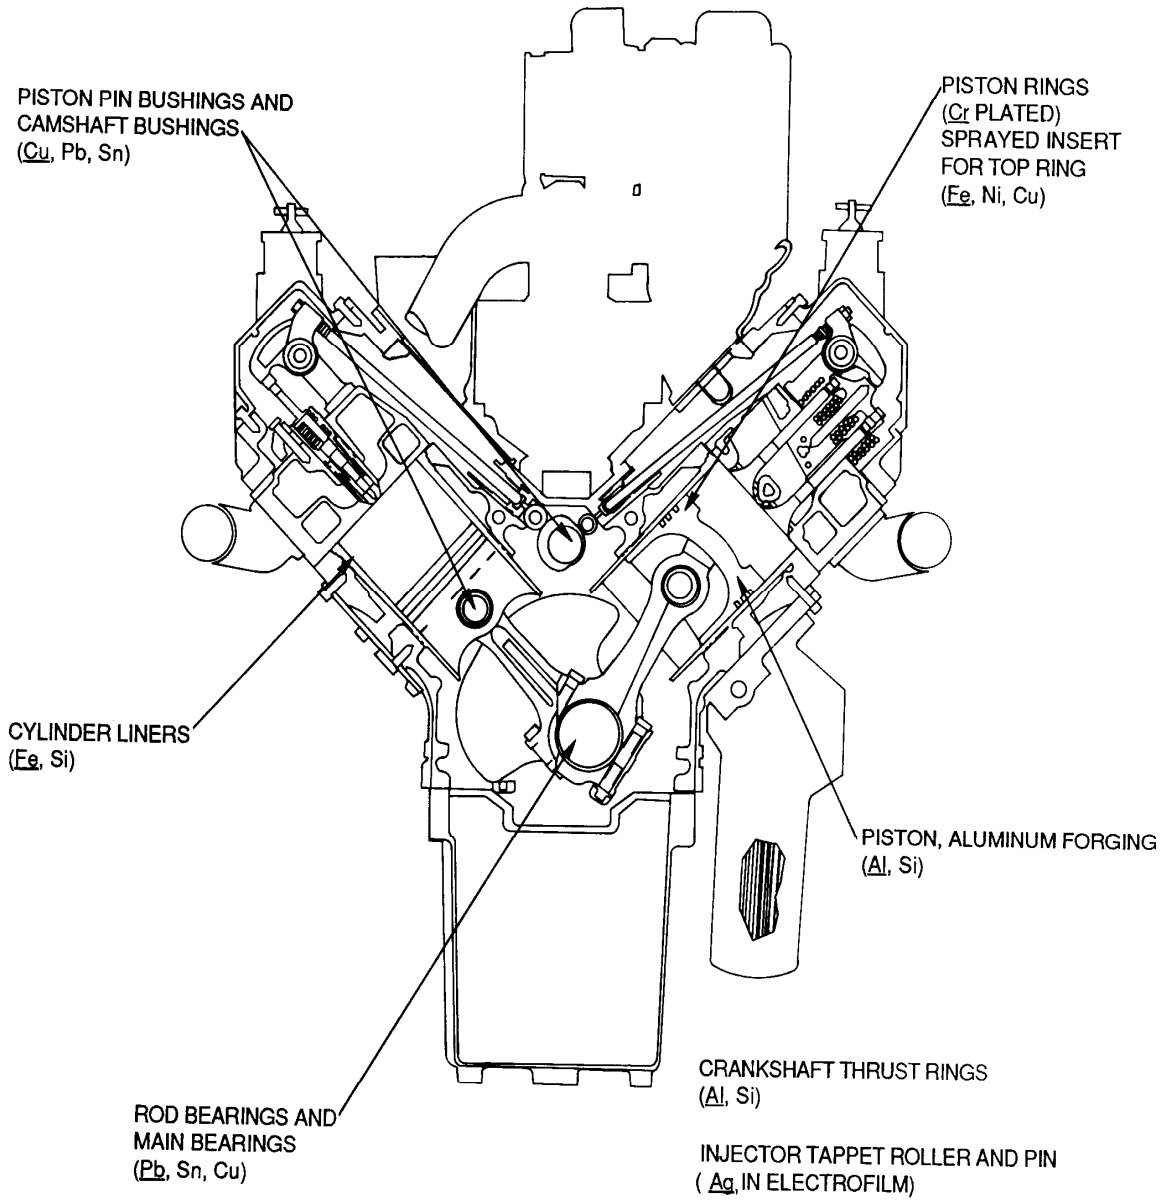 PISTON PIN BUSHINGS AND
CAMSHAFT BUSHINGS
(Cu, Pb, Sn)
PISTON RINGS
(Cr PLATED)
SPRAYED INSERT
FOR TOP RING
(Fe, Ni, Cu)
CYLINDER LINERS
(Fe, Si)
PISTON, ALUMINUM FORGING
(Al, Si)
CRANKSHAFT THRUST RINGS
(Al, Si)
ROD BEARINGS AND
MAIN BEARINGS
(Pb, Sn, Cu)
INJECTOR TAPPET ROLLER AND PIN
( Ag, IN ELECTROFILM)